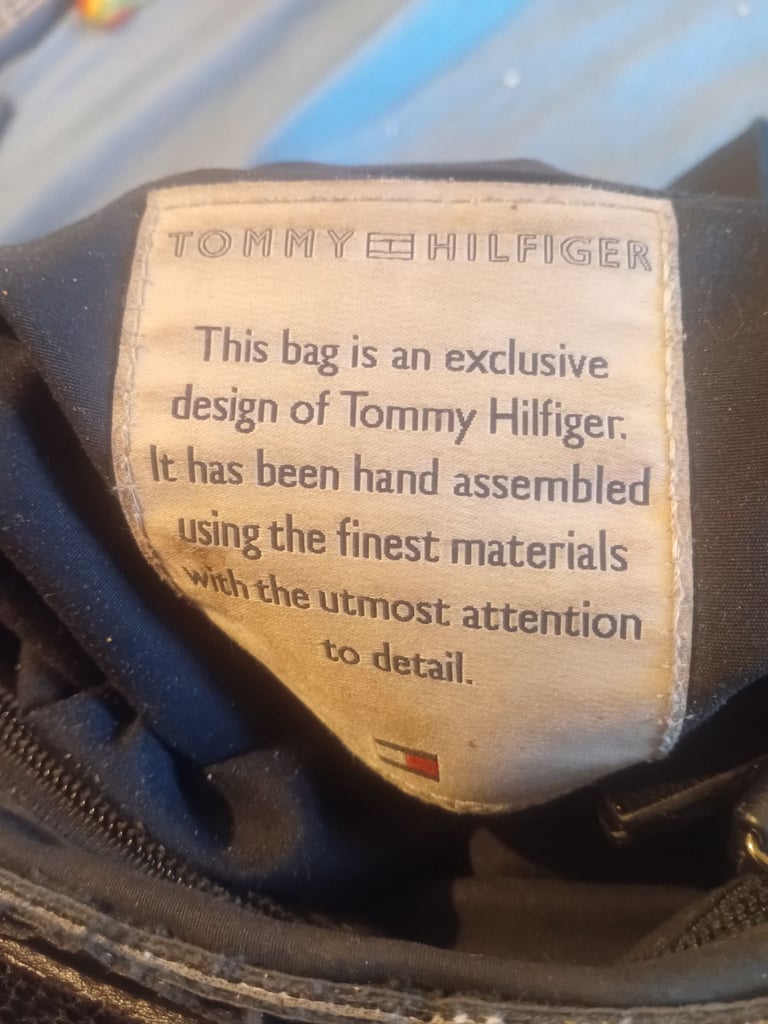 TOMMY HILFIGER
This bag is an exclusive
design of Tommy Hilfiger.
It has been hand assembled
using the finest materials
with the utmost attention
to detail.